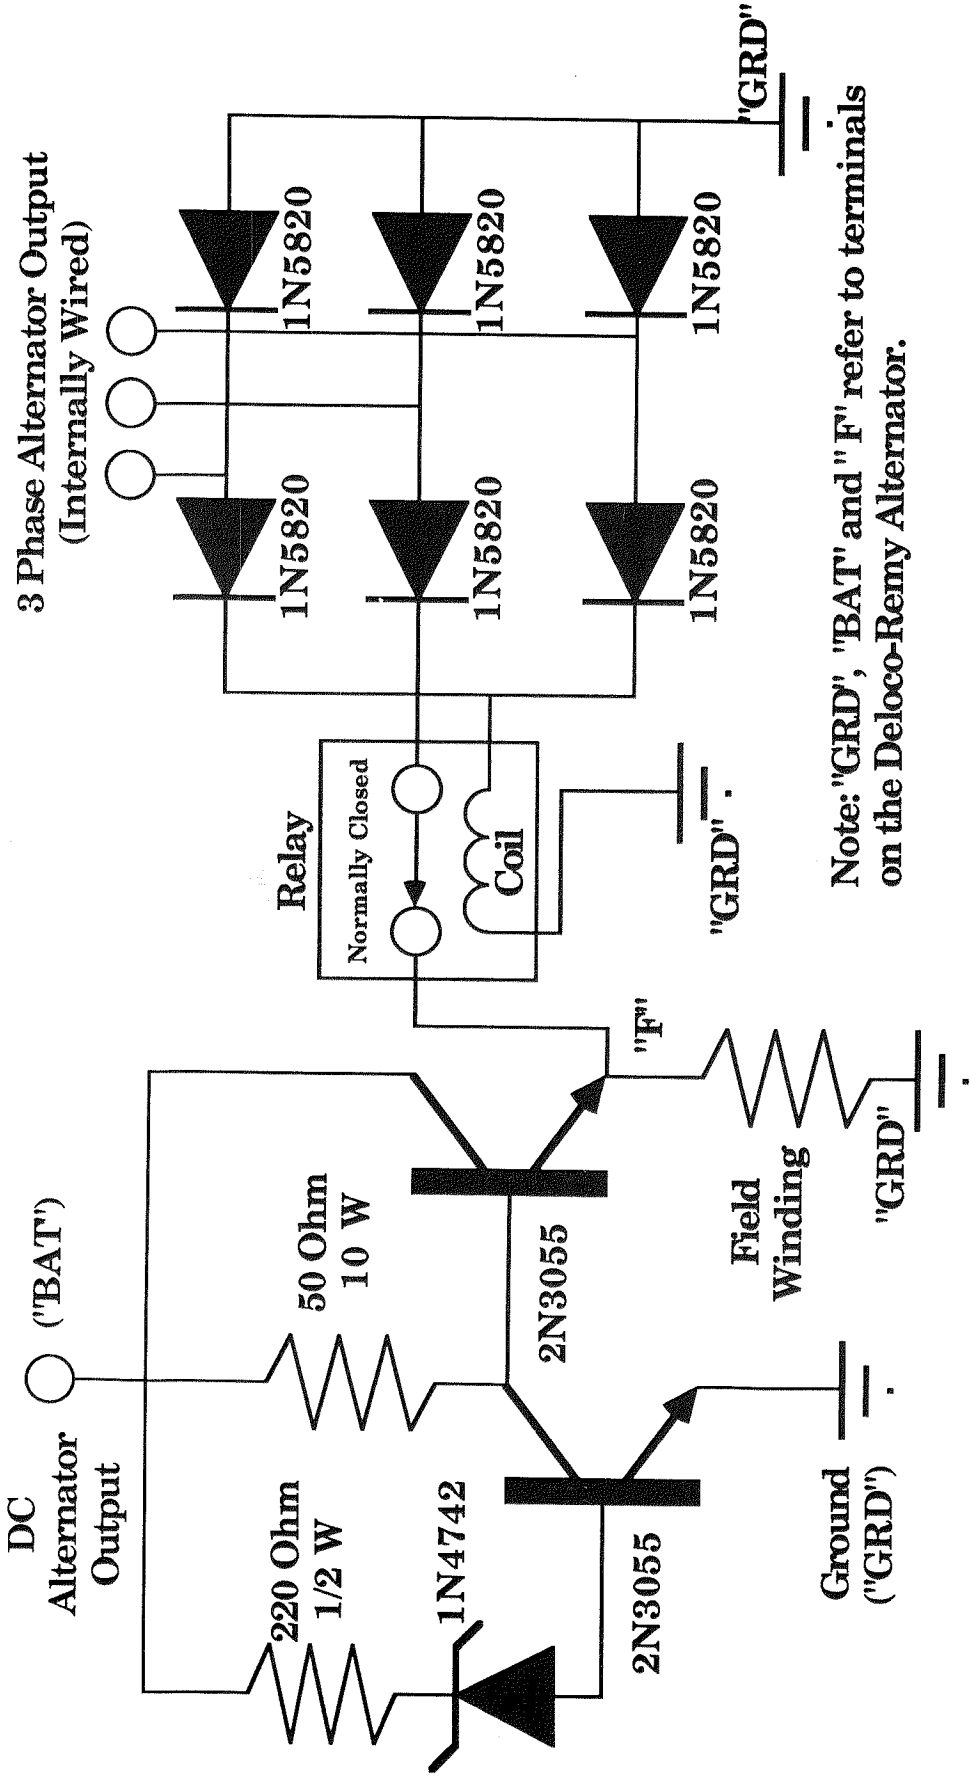 DC
Alternator
Output
("BAT")
3 Phase Alternator Output
(Internally Wired)
220 Ohm
1/2 W
50 Ohm
10 W
Relay
Normally Closed
Coil
1N5820
1N5820
1N4742
1N5820
1N5820
2N3055
2N3055
"F"
1N5820
1N5820
Field
Winding
"GRD"
"GRD"
Ground
("GRD")
"GRD"
Note: "GRD", "BAT" and "F" refer to terminals
on the Deloco-Remy Alternator.